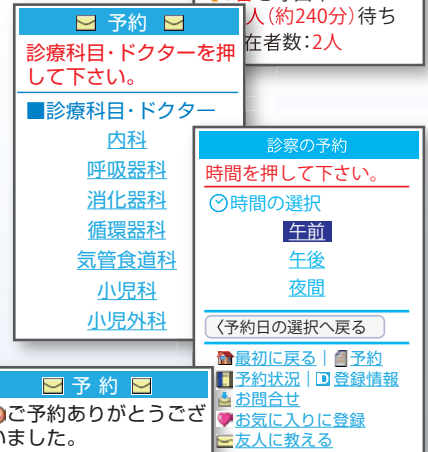 人(約240分)待ち
在者数:2人
予約
診療科目・ドクターを押
して下さい。
■診療科目・ドクター
内科
呼吸器科
消化器科
循環器科
気管食道科
小児科
小児外科
診察の予約
時間を押して下さい。
時間の選択
午前
午後
夜間
〈予約日の選択へ戻る
最初に戻る | 予約
予約状況 | D 登録情報
お問合せ
お気に入りに登録
友人に教える
予約
ご予約ありがとうござ
いました。